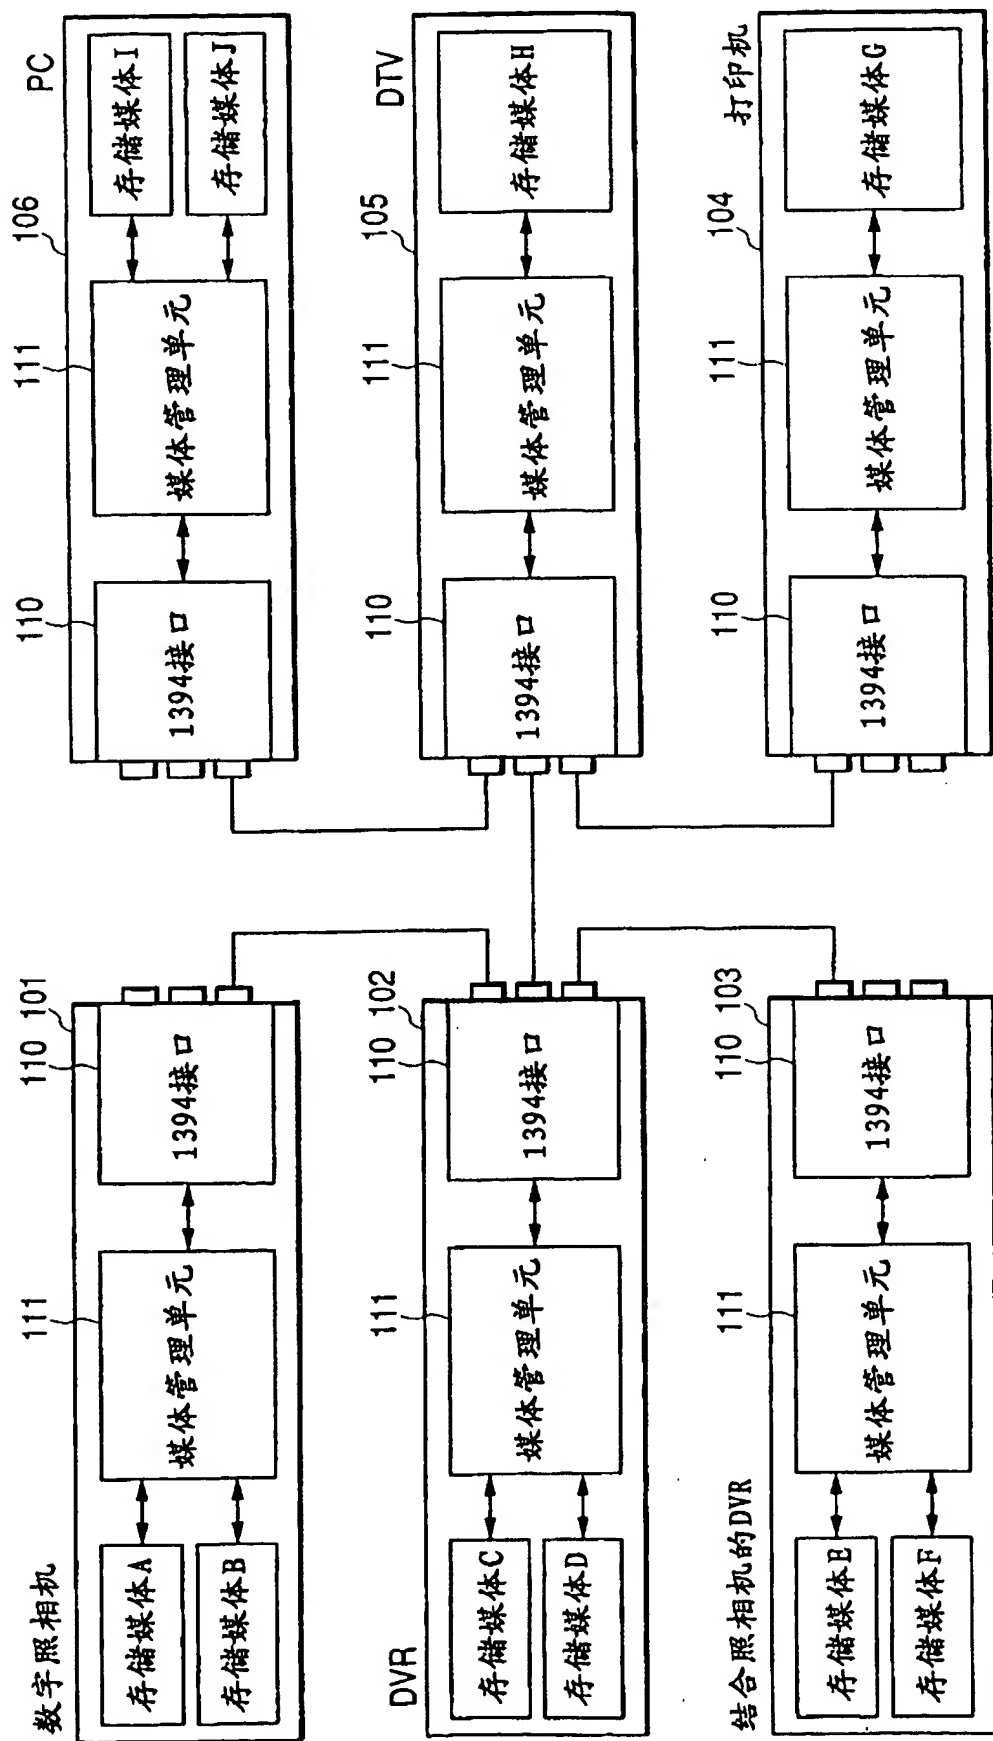 数字照相机
111
110
101
存储媒体A
存储媒体B
媒体管理单元
1394接口
110
111
106
PC
1394接口
媒体管理单元
存储媒体I
存储媒体J
DVR
111
110
102
存储媒体C
存储媒体D
媒体管理单元
1394接口
110
111
105
DTV
1394接口
媒体管理单元
存储媒体H
结合照相机的DVR
111
110
103
存储媒体E
存储媒体F
媒体管理单元
1394接口
110
111
104
打印机
1394接口
媒体管理单元
存储媒体G